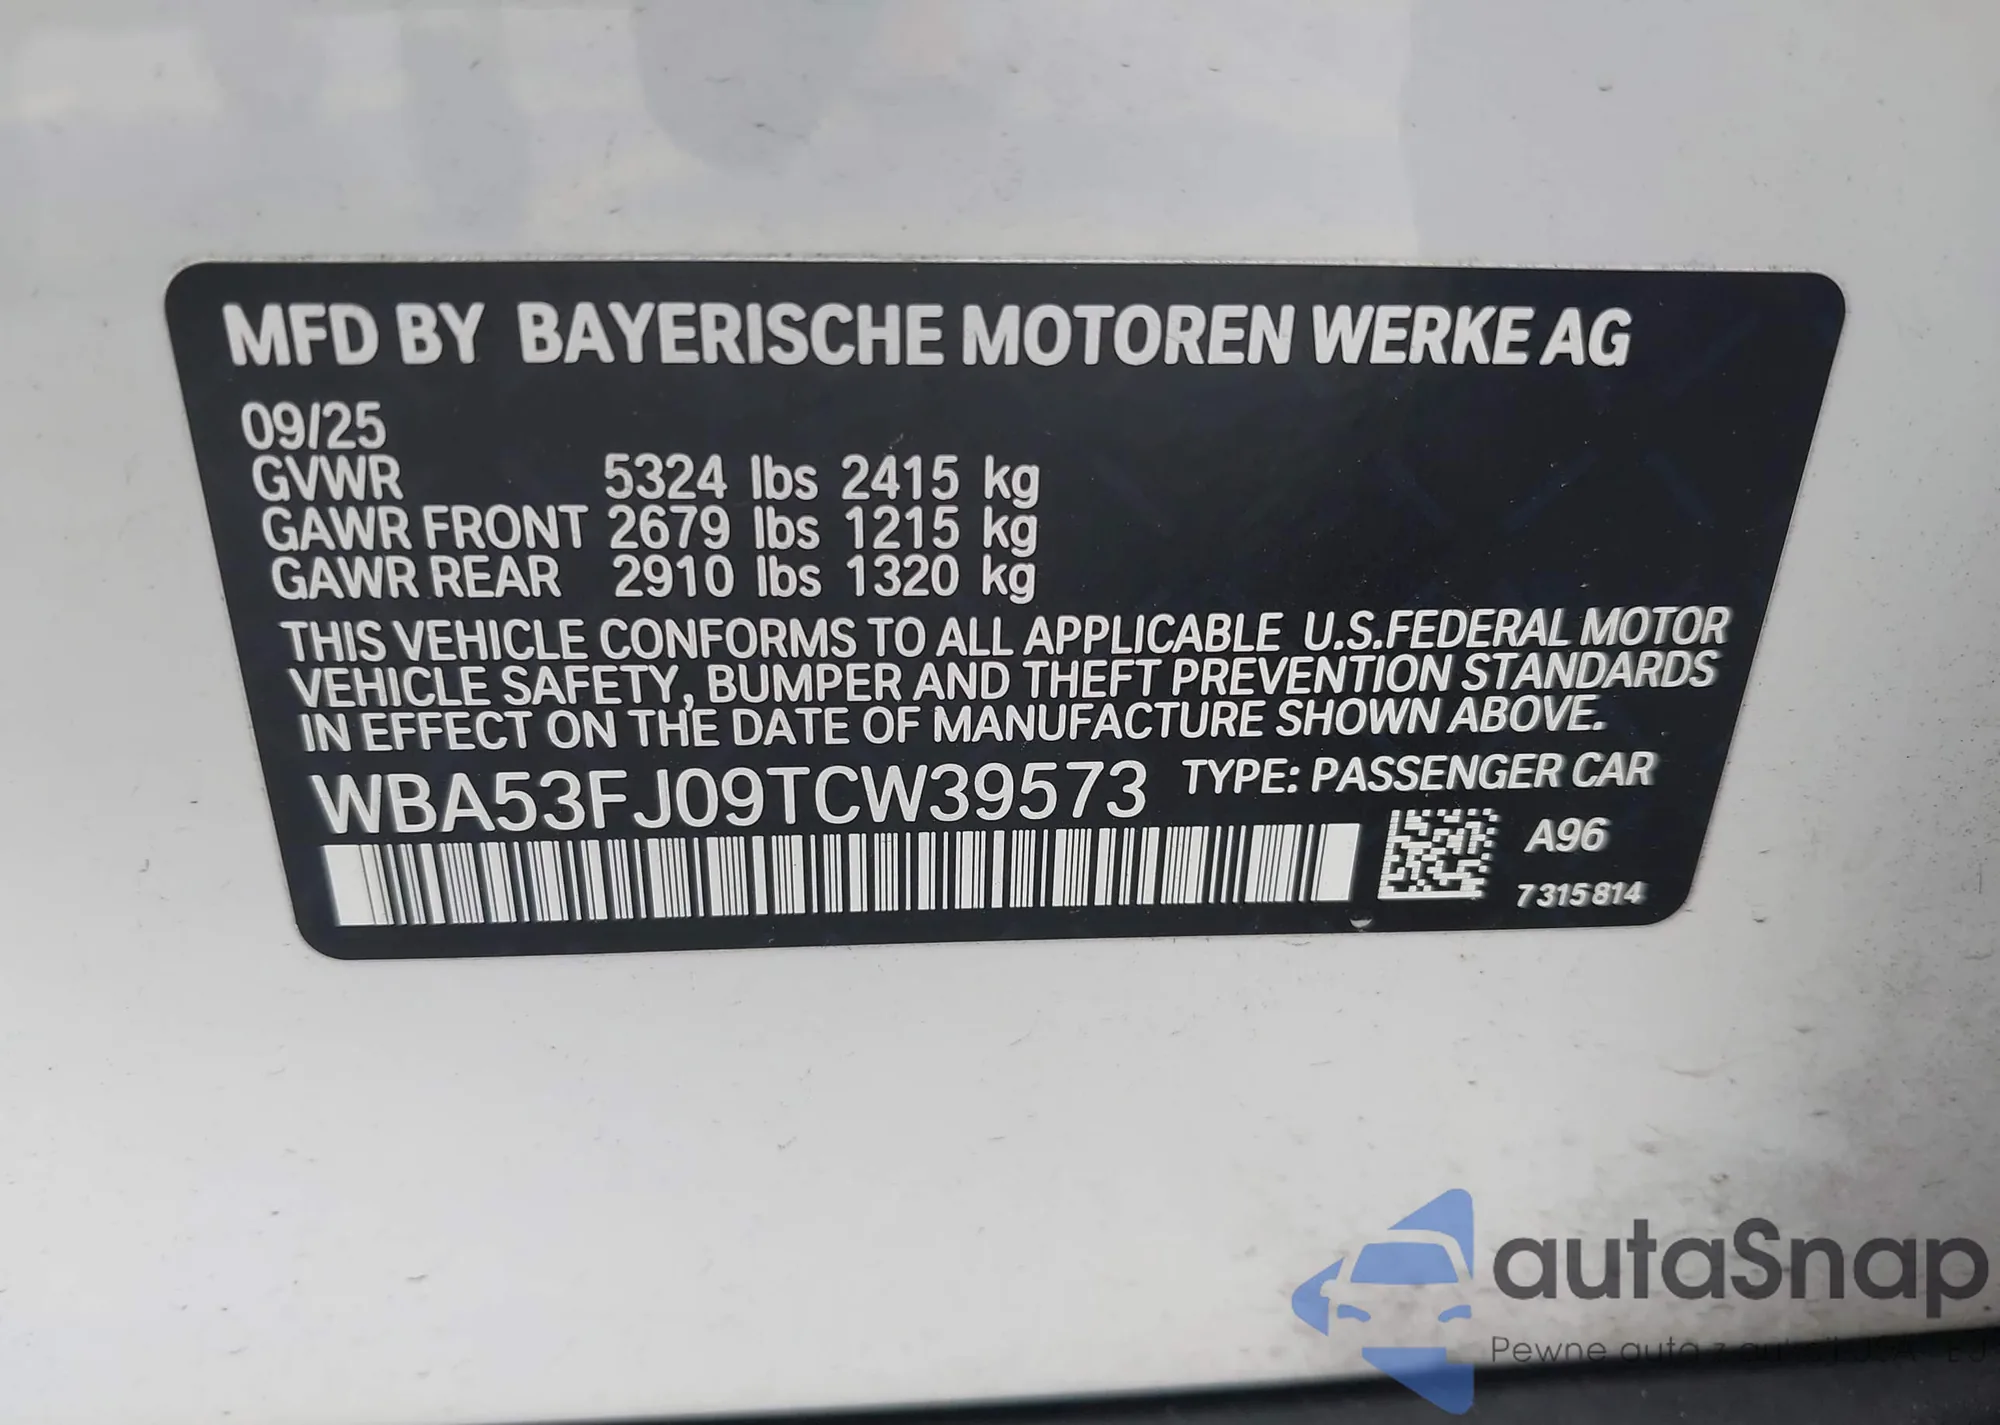 MFD BY BAYERISCHE MOTOREN WERKE AG
09/25
GVWR 5324 lbs 2415 kg
GAWR FRONT 2679 lbs 1215 kg
GAWR REAR 2910 lbs 1320 kg
THIS VEHICLE CONFORMS TO ALL APPLICABLE U.S.FEDERAL MOTOR
VEHICLE SAFETY, BUMPER AND THEFT PREVENTION STANDARDS
IN EFFECT ON THE DATE OF MANUFACTURE SHOWN ABOVE.
WBA53FJ09TCW39573 TYPE: PASSENGER CAR
A96
7315814
autaSnap
Pewne auta z